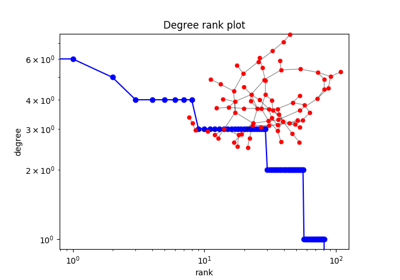 Degree rank plot
6 × 10⁰
4 × 10⁰
3 × 10⁰
2 × 10⁰
10⁰
degree
10⁰ 10¹ 10²
rank